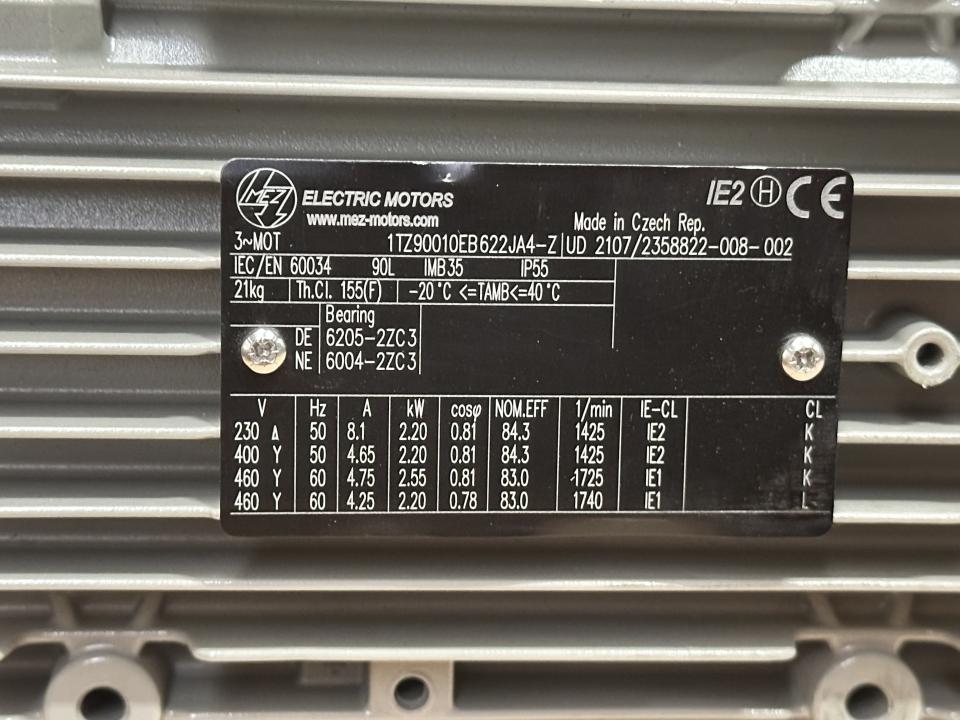 MEZ ELECTRIC MOTORS IE2 H CE
www.mez-motors.com
Made in Czech Rep.
3~MOT 1TZ90010EB622JA4-Z UD 2107/2358822-008-002
IEC/EN 60034 90L IMB35 IP55
21kg Th.Cl. 155(F) -20°C <=TAMB<=40°C
Bearing
DE 6205-2ZC3
NE 6004-2ZC3
V Hz A kW cosφ NOM.EFF 1/min IE-CL CL
230 Δ 50 8.1 2.20 0.81 84.3 1425 IE2 K
400 Y 50 4.65 2.20 0.81 84.3 1425 IE2 K
460 Y 60 4.75 2.55 0.81 83.0 1725 IE1 K
460 Y 60 4.25 2.20 0.78 83.0 1740 IE1 L